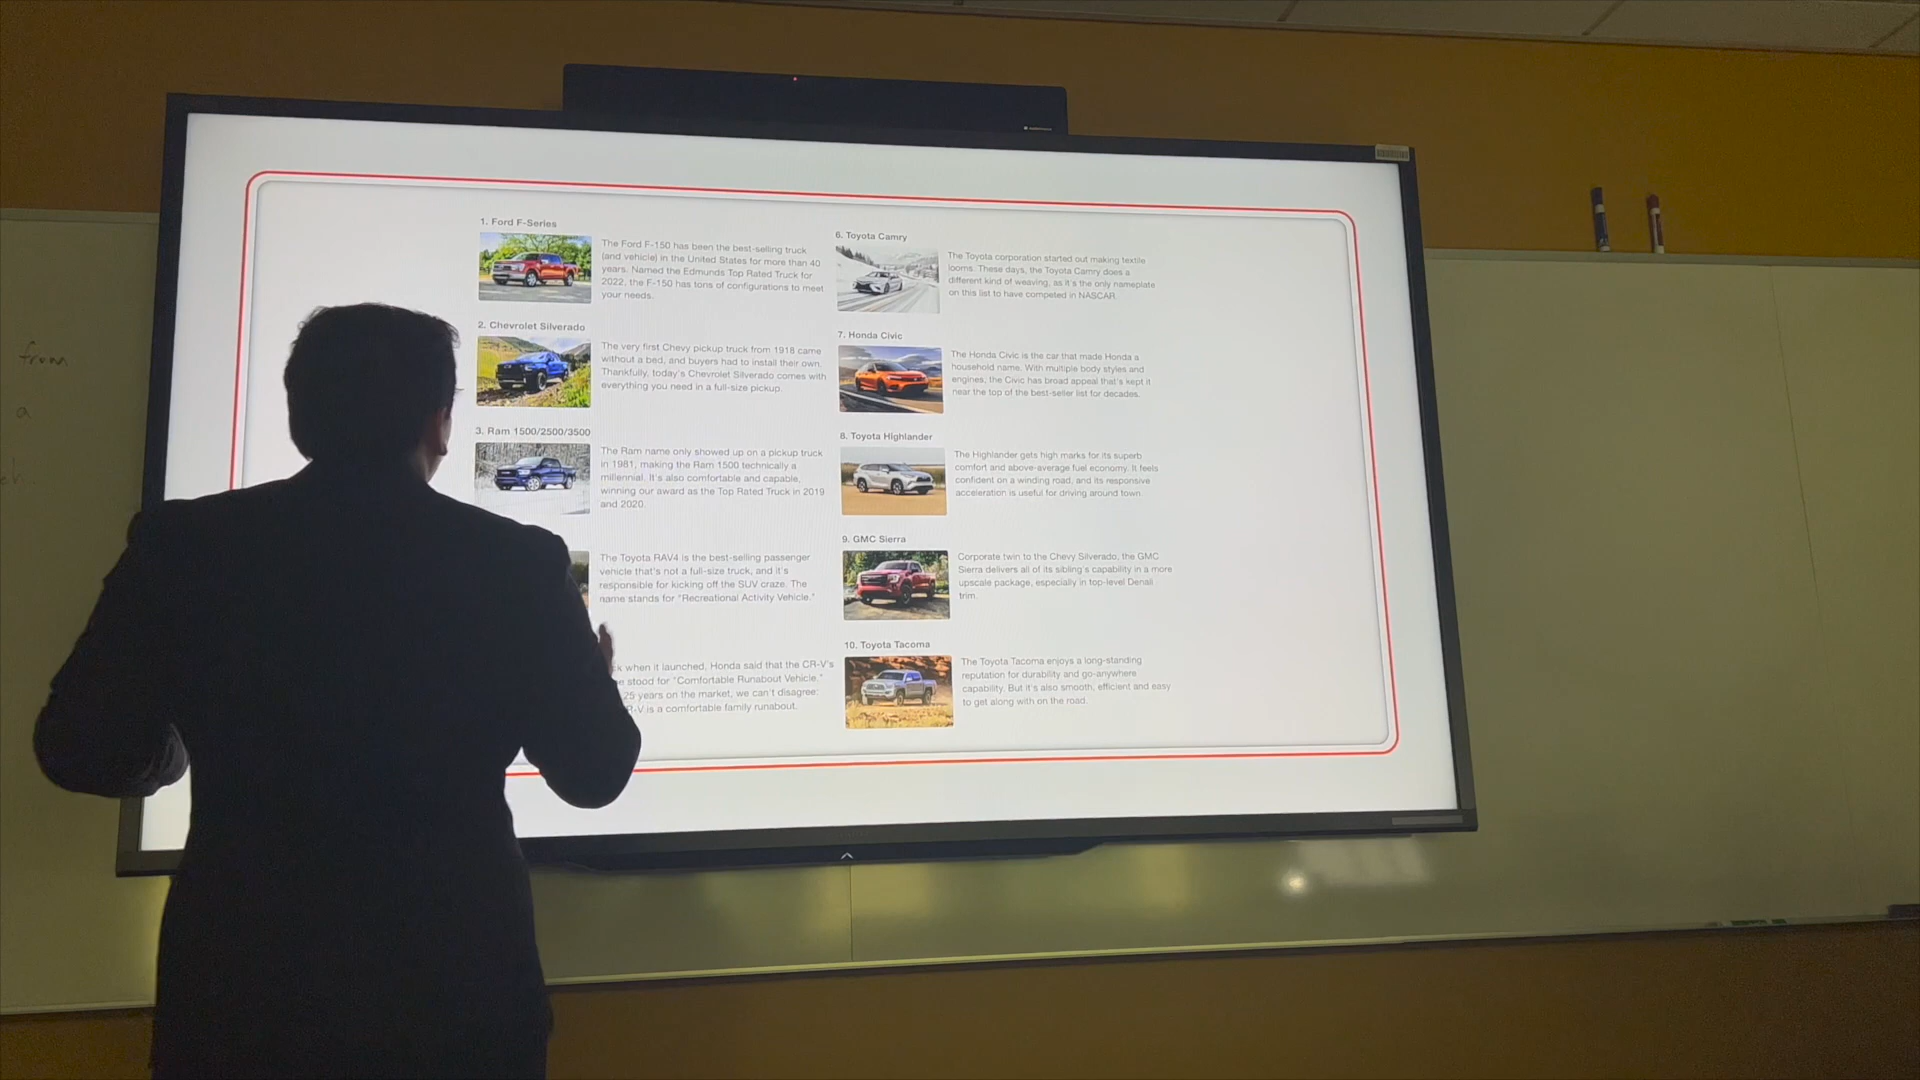 1. Ford F-Series
The Ford F-150 has been the best-selling truck
(and vehicle) in the United States for more than 40
years. Named the Edmunds Top Rated Truck for
2022, the F-150 has tons of configurations to meet
your needs.
2. Chevrolet Silverado
The very first Chevy pickup truck from 1918 came
without a bed, and buyers had to install their own.
Thankfully, today's Chevrolet Silverado comes with
everything you need in a full-size pickup.
3. Ram 1500/2500/3500
The Ram name only showed up on a pickup truck
in 1981, making the Ram 1500 technically a
millennial. It's also comfortable and capable,
winning our award as the Top Rated Truck in 2019
and 2020.
The Toyota RAV4 is the best-selling passenger
vehicle that's not a full-size truck, and it's
responsible for kicking off the SUV craze. The
name stands for "Recreational Activity Vehicle."
when it launched, Honda said that the CR-V's
stood for "Comfortable Runabout Vehicle."
25 years on the market, we can't disagree:
is a comfortable family runabout.
6. Toyota Camry
The Toyota corporation started out making textile
looms. These days, the Toyota Camry does a
different kind of weaving, as it's the only nameplate
on this list to have competed in NASCAR.
7. Honda Civic
The Honda Civic is the car that made Honda a
household name. With multiple body styles and
engines, the Civic has broad appeal that's kept it
near the top of the best-seller list for decades.
8. Toyota Highlander
The Highlander gets high marks for its superb
comfort and above-average fuel economy. It feels
confident on a winding road, and its responsive
acceleration is useful for driving around town.
9. GMC Sierra
Corporate twin to the Chevy Silverado, the GMC
Sierra delivers all of its sibling's capability in a more
upscale package, especially in top-level Denali
trim.
10. Toyota Tacoma
The Toyota Tacoma enjoys a long-standing
reputation for durability and go-anywhere
capability. But it's also smooth, efficient and easy
to get along with on the road.
from
a